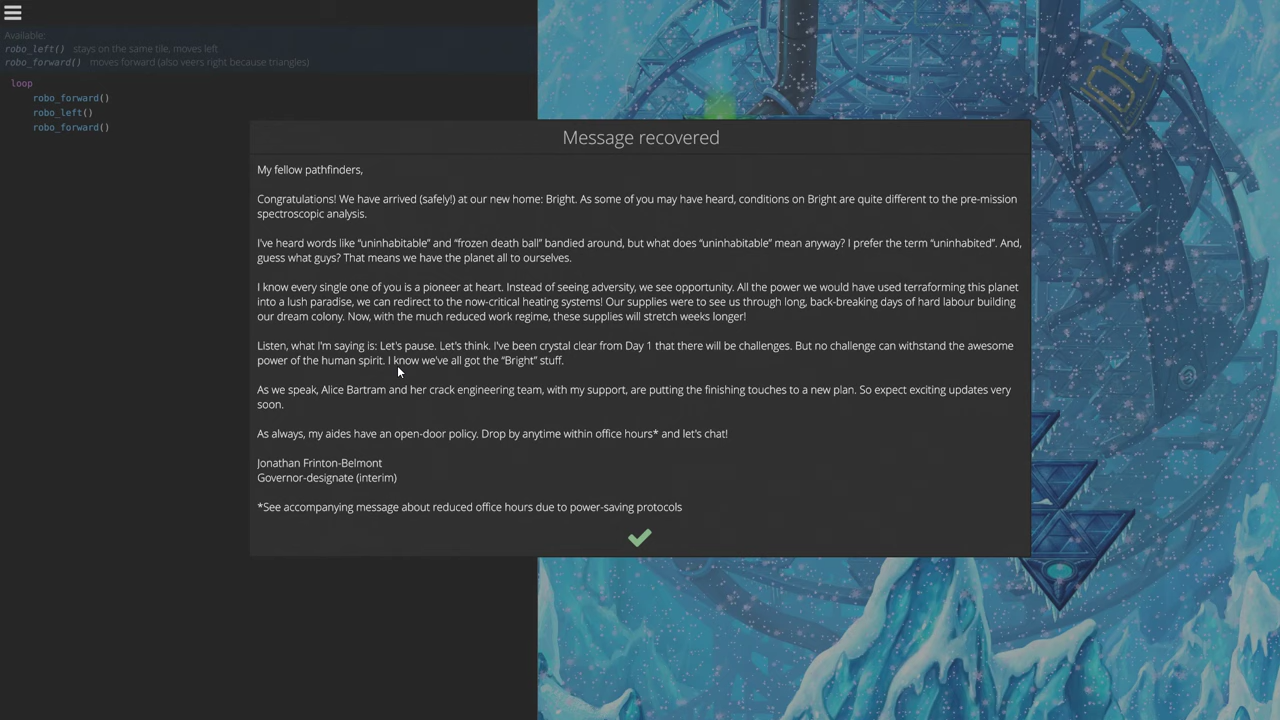 Available:
robo_left() stays on the same tile, moves left
robo_forward() moves forward (also veers right because triangles)
loop
robo_forward()
robo_left()
robo_forward()
Message recovered
My fellow pathfinders,
Congratulations! We have arrived (safely!) at our new home: Bright. As some of you may have heard, conditions on Bright are quite different to the pre-mission
spectroscopic analysis.
I've heard words like “uninhabitable” and “frozen death ball” bandied around, but what does “uninhabitable” mean anyway? I prefer the term “uninhabited”. And,
guess what guys? That means we have the planet all to ourselves.
I know every single one of you is a pioneer at heart. Instead of seeing adversity, we see opportunity. All the power we would have used terraforming this planet
into a lush paradise, we can redirect to the now-critical heating systems! Our supplies were to see us through long, back-breaking days of hard labour building
our dream colony. Now, with the much reduced work regime, these supplies will stretch weeks longer!
Listen, what I'm saying is: Let's pause. Let's think. I've been crystal clear from Day 1 that there will be challenges. But no challenge can withstand the awesome
power of the human spirit. I know we've all got the “Bright” stuff.
As we speak, Alice Bartram and her crack engineering team, with my support, are putting the finishing touches to a new plan. So expect exciting updates very
soon.
As always, my aides have an open-door policy. Drop by anytime within office hours* and let's chat!
Jonathan Frinton-Belmont
Governor-designate (interim)
*See accompanying message about reduced office hours due to power-saving protocols